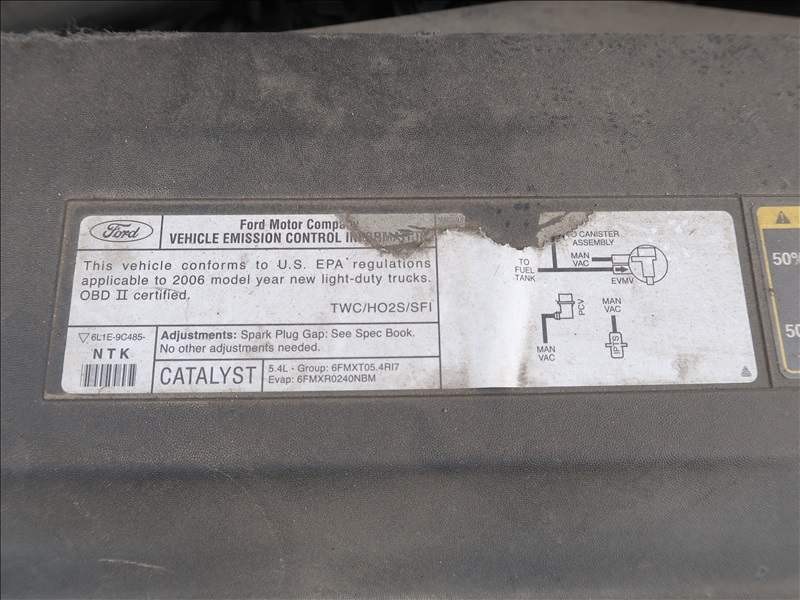 Ford
Ford Motor Company
VEHICLE EMISSION CONTROL INFORMATION
This vehicle conforms to U.S. EPA regulations
applicable to 2006 model year new light-duty trucks.
OBD II certified.
TWC/HO2S/SFI
6L1E-9C485-
NTK
Adjustments: Spark Plug Gap: See Spec Book.
No other adjustments needed.
CATALYST
5.4L - Group: 6FMXT05.4RI7
Evap: 6FMXR0240NBM
TO CANISTER
ASSEMBLY
TO
FUEL
TANK
MAN
VAC
EVMV
PCV
MAN
VAC
MAN
VAC
IPTS
50%